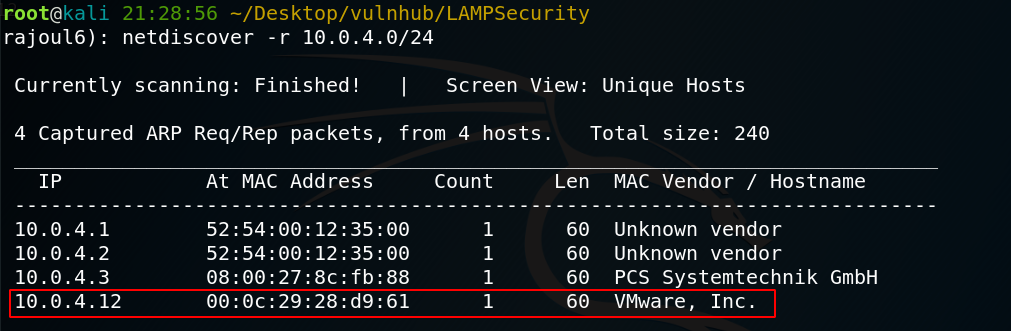 root@kali 21:28:56 ~/Desktop/vulnhub/LAMPSecurity
rajoul6): netdiscover -r 10.0.4.0/24
Currently scanning: Finished!   |   Screen View: Unique Hosts
4 Captured ARP Req/Rep packets, from 4 hosts.   Total size: 240
_____________________________________________________________________________
IP            At MAC Address     Count     Len  MAC Vendor / Hostname
-----------------------------------------------------------------------------
10.0.4.1        52:54:00:12:35:00      1      60  Unknown vendor
10.0.4.2        52:54:00:12:35:00      1      60  Unknown vendor
10.0.4.3        08:00:27:8c:fb:88      1      60  PCS Systemtechnik GmbH
10.0.4.12       00:0c:29:28:d9:61      1      60  VMware, Inc.